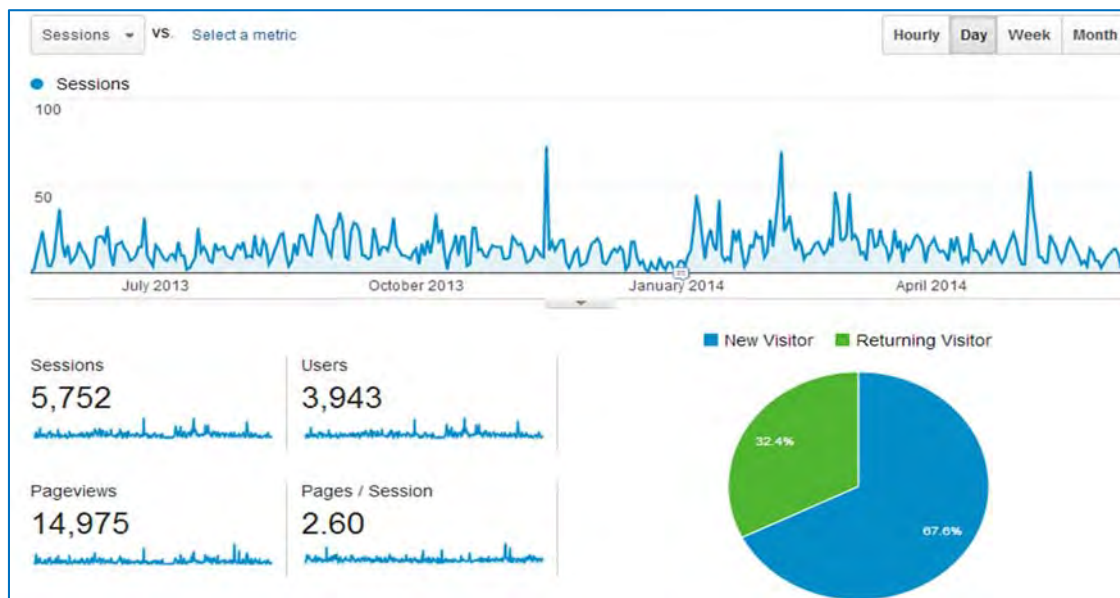 Sessions vs. Select a metric Hourly Day Week Month
Sessions
100
50
July 2013 October 2013 January 2014 April 2014
New Visitor Returning Visitor
Sessions Users
5,752 3,943
32.4%
Pageviews Pages / Session
14,975 2.60
67.6%